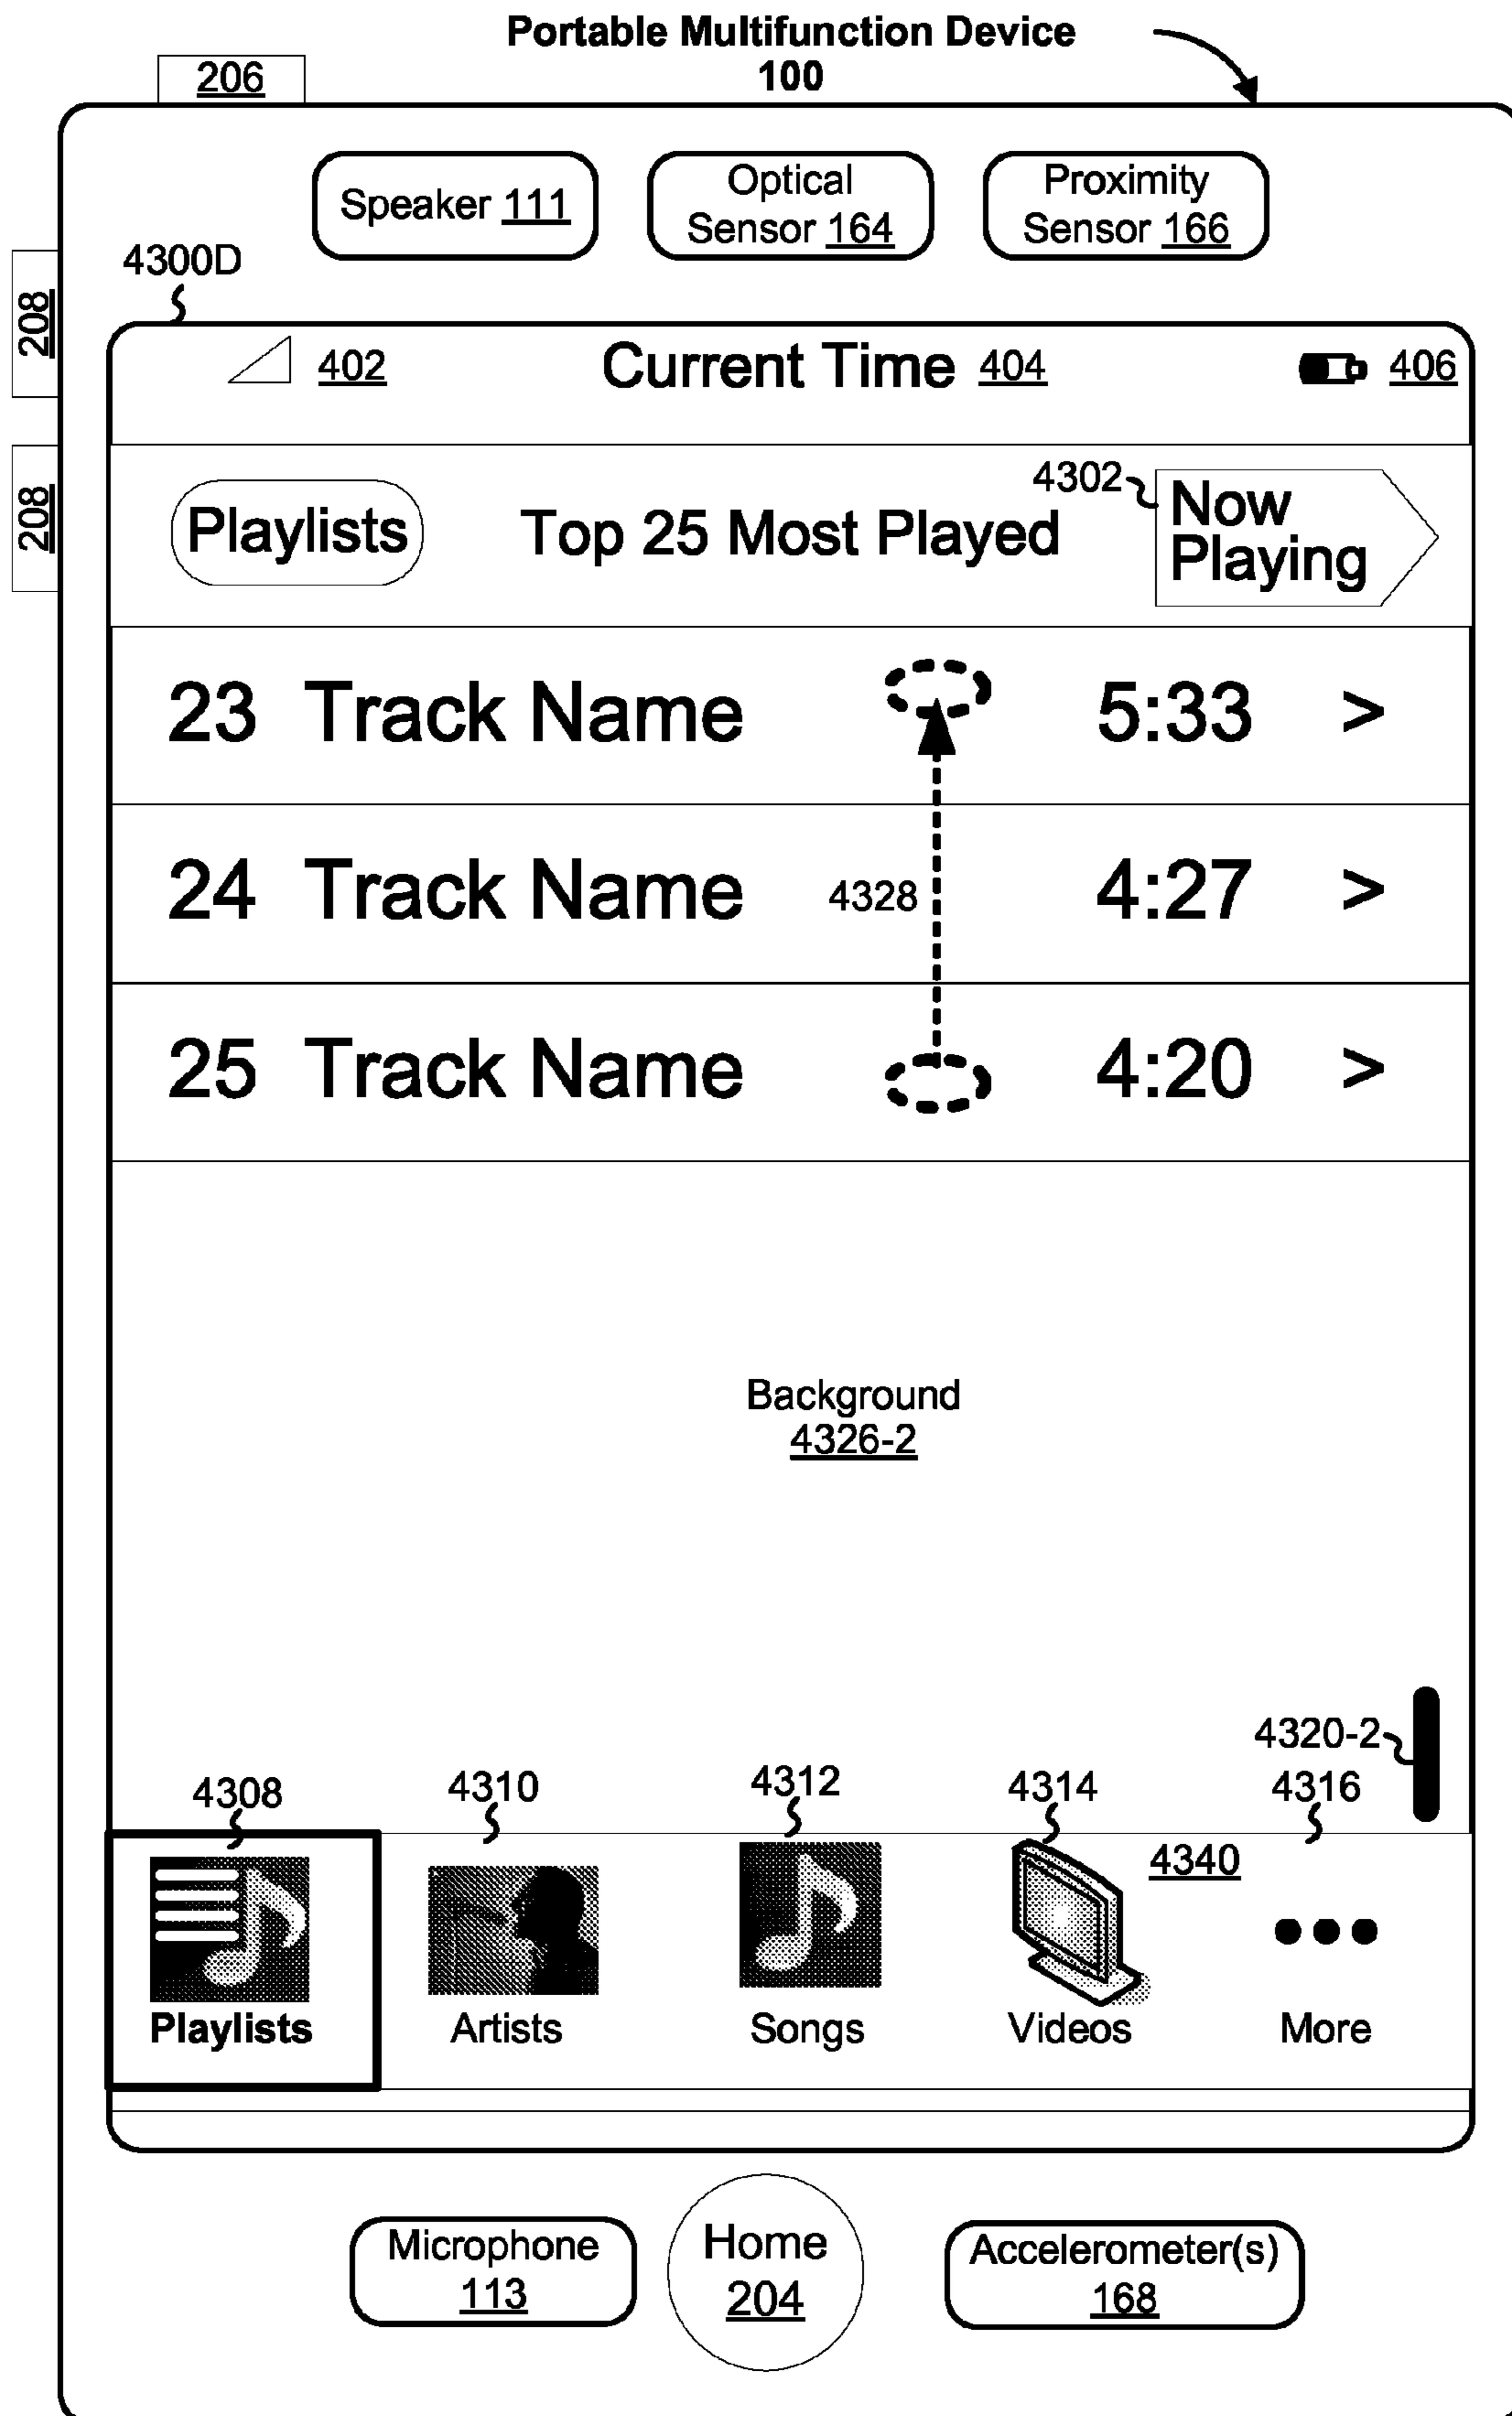 Portable Multifunction Device
100
206
Speaker 111
Optical
Sensor 164
Proximity
Sensor 166
208
4300D
402
Current Time 404
406
208
Playlists
Top 25 Most Played
4302
Now
Playing
23 Track Name 5:33 >
24 Track Name 4328 4:27 >
25 Track Name 4:20 >
Background
4326-2
4320-2
4308
4310
4312
4314
4316
4340
Playlists
Artists
Songs
Videos
More
Microphone
113
Home
204
Accelerometer(s)
168